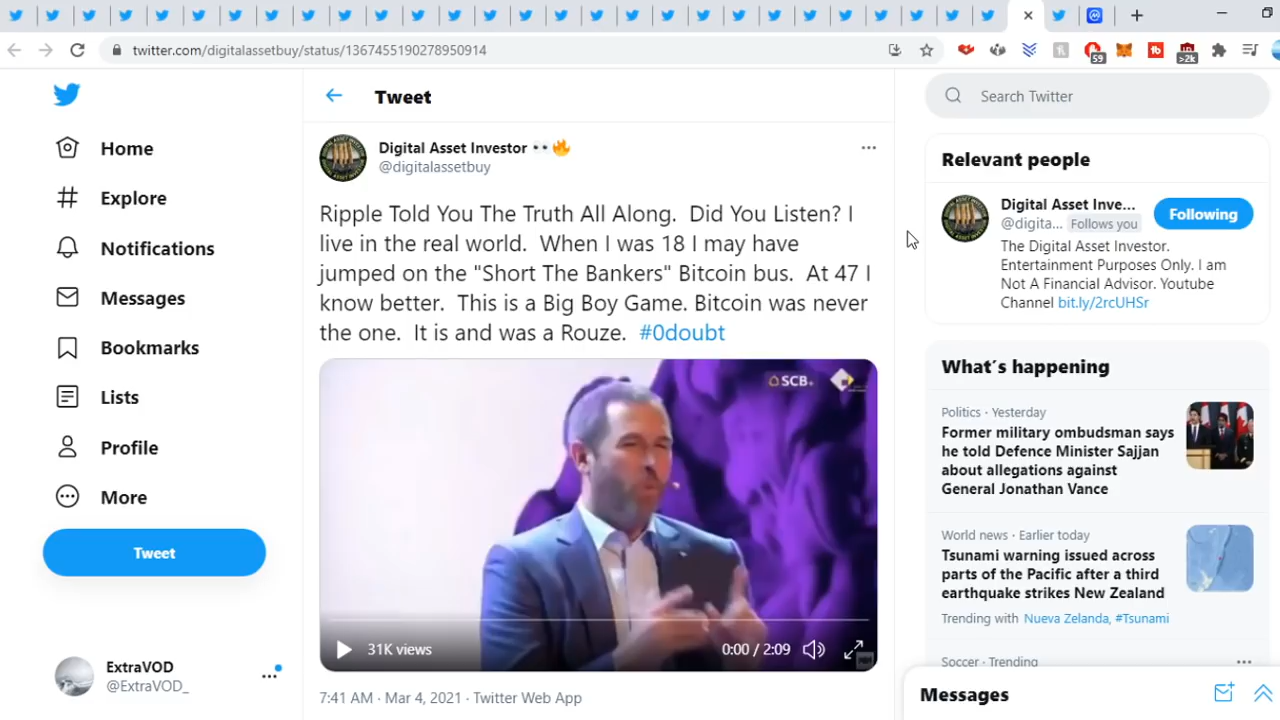 twitter.com/digitalassetbuy/status/1367455190278950914
59
>2k
Home
Explore
Notifications
Messages
Bookmarks
Lists
Profile
More
Tweet
ExtraVOD
@ExtraVOD_
Tweet
Digital Asset Investor 👀🔥
@digitalassetbuy
Ripple Told You The Truth All Along. Did You Listen? I
live in the real world. When I was 18 I may have
jumped on the "Short The Bankers" Bitcoin bus. At 47 I
know better. This is a Big Boy Game. Bitcoin was never
the one. It is and was a Rouze. #0doubt
SCB
31K views
0:00 / 2:09
7:41 AM · Mar 4, 2021 · Twitter Web App
Search Twitter
Relevant people
Digital Asset Inve...
Following
@digita... Follows you
The Digital Asset Investor.
Entertainment Purposes Only. I am
Not A Financial Advisor. Youtube
Channel bit.ly/2rcUHSr
What's happening
Politics · Yesterday
Former military ombudsman says
he told Defence Minister Sajjan
about allegations against
General Jonathan Vance
World news · Earlier today
Tsunami warning issued across
parts of the Pacific after a third
earthquake strikes New Zealand
Trending with Nueva Zelanda, #Tsunami
Soccer · Trending
Messages